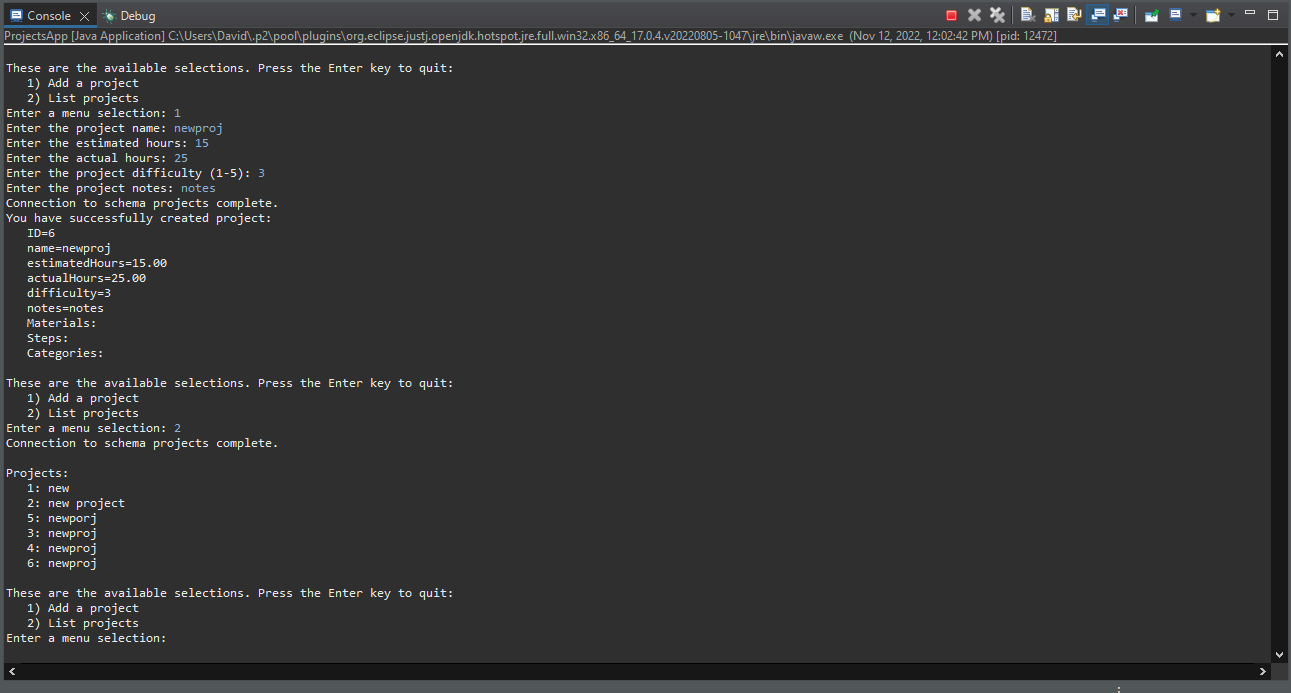 Console Debug
ProjectsApp [Java Application] C:\Users\David\.p2\pool\plugins\org.eclipse.justj.openjdk.hotspot.jre.full.win32.x86_64_17.0.4.v20220805-1047\jre\bin\javaw.exe (Nov 12, 2022, 12:02:42 PM) [pid: 12472]
These are the available selections. Press the Enter key to quit:
1) Add a project
2) List projects
Enter a menu selection: 1
Enter the project name: newproj
Enter the estimated hours: 15
Enter the actual hours: 25
Enter the project difficulty (1-5): 3
Enter the project notes: notes
Connection to schema projects complete.
You have successfully created project:
ID=6
name=newproj
estimatedHours=15.00
actualHours=25.00
difficulty=3
notes=notes
Materials:
Steps:
Categories:
These are the available selections. Press the Enter key to quit:
1) Add a project
2) List projects
Enter a menu selection: 2
Connection to schema projects complete.
Projects:
1: new
2: new project
5: newporj
3: newproj
4: newproj
6: newproj
These are the available selections. Press the Enter key to quit:
1) Add a project
2) List projects
Enter a menu selection: